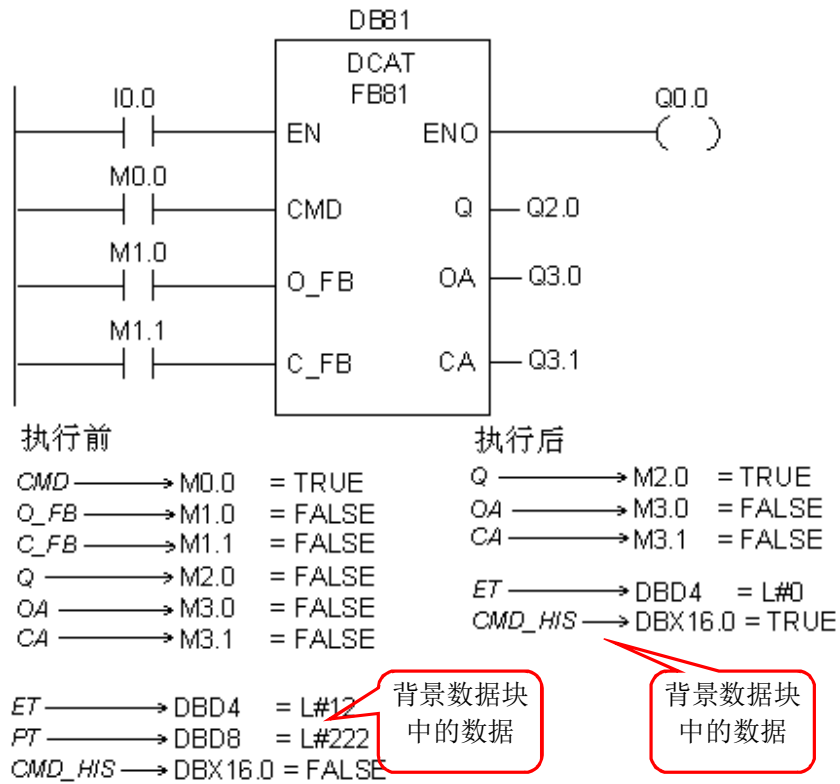 DB81
DCAT
FB81
I0.0
Q0.0
EN
ENO
M0.0
CMD
Q
Q2.0
M1.0
O_FB
OA
Q3.0
M1.1
C_FB
CA
Q3.1
执行前
CMD → M0.0 = TRUE
O_FB → M1.0 = FALSE
C_FB → M1.1 = FALSE
Q → M2.0 = FALSE
OA → M3.0 = FALSE
CA → M3.1 = FALSE
ET → DBD4 = L#12
PT → DBD8 = L#222
CMD_HIS → DBX16.0 = FALSE
背景数据块
中的数据
执行后
Q → M2.0 = TRUE
OA → M3.0 = FALSE
CA → M3.1 = FALSE
ET → DBD4 = L#0
CMD_HIS → DBX16.0 = TRUE
背景数据块
中的数据